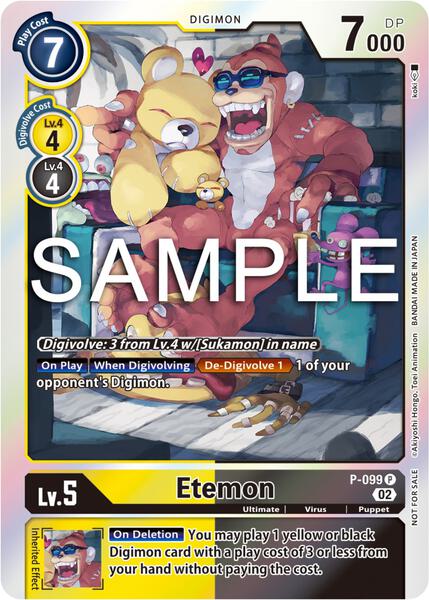 Play Cost
7
DIGIMON
DP
7000
Digivolve Cost
Lv.4
4
Lv.4
4
koki
SAMPLE
Digivolve: 3 from Lv.4 w/[Sukamon] in name
On Play When Digivolving De-Digivolve 1 1 of your
opponent's Digimon.
©Akiyoshi Hongo, Toei Animation BANDAI MADE IN JAPAN
NOT FOR SALE
Lv.5
Etemon
P-099 P
02
Ultimate Virus Puppet
Inherited Effect
On Deletion You may play 1 yellow or black
Digimon card with a play cost of 3 or less from
your hand without paying the cost.